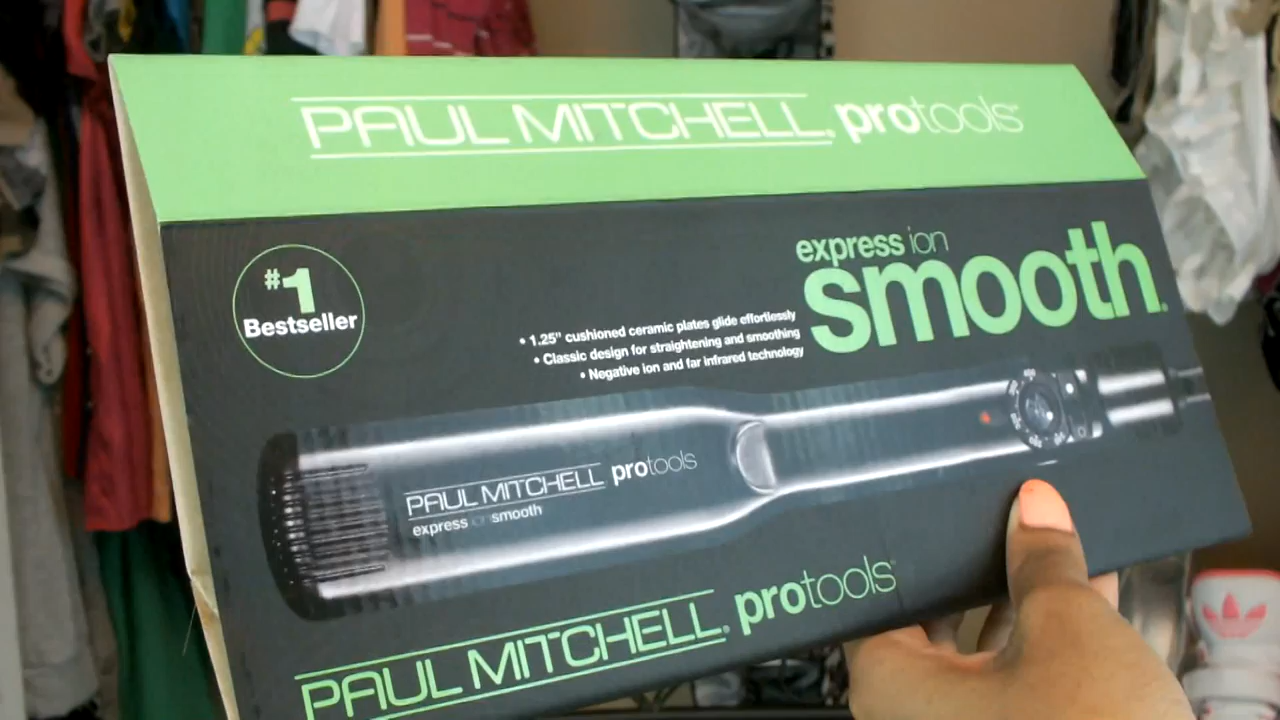 PAUL MITCHELL® protools™
express ion
smooth®
#1
Bestseller
• 1.25" cushioned ceramic plates glide effortlessly
• Classic design for straightening and smoothing
• Negative ion and far infrared technology
PAUL MITCHELL protools
express ion smooth
PAUL MITCHELL® protools